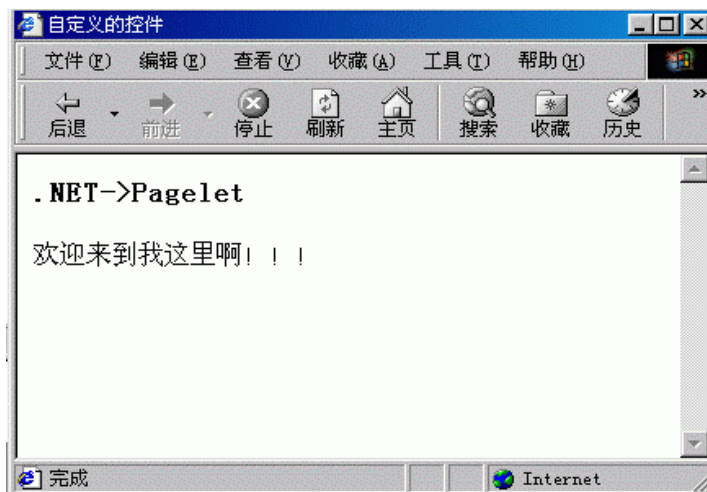 自定义的控件
文件(F) 编辑(E) 查看(V) 收藏(A) 工具(T) 帮助(H)
后退 前进 停止 刷新 主页 搜索 收藏 历史 »
.NET->Pagelet
欢迎来到我这里啊！！！
完成 Internet